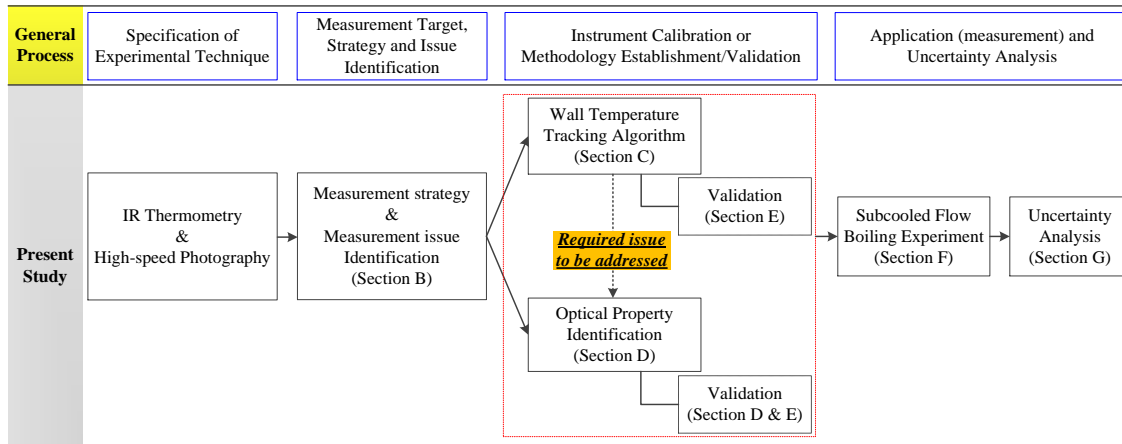 General
Process
Specification of
Experimental Technique
Measurement Target,
Strategy and Issue
Identification
Instrument Calibration or
Methodology Establishment/Validation
Application (measurement) and
Uncertainty Analysis
Present
Study
IR Thermometry
&
High-speed Photography
Measurement strategy
&
Measurement issue
Identification
(Section B)
Wall Temperature
Tracking Algorithm
(Section C)
Validation
(Section E)
Required issue
to be addressed
Optical Property
Identification
(Section D)
Validation
(Section D & E)
Subcooled Flow
Boiling Experiment
(Section F)
Uncertainty
Analysis
(Section G)